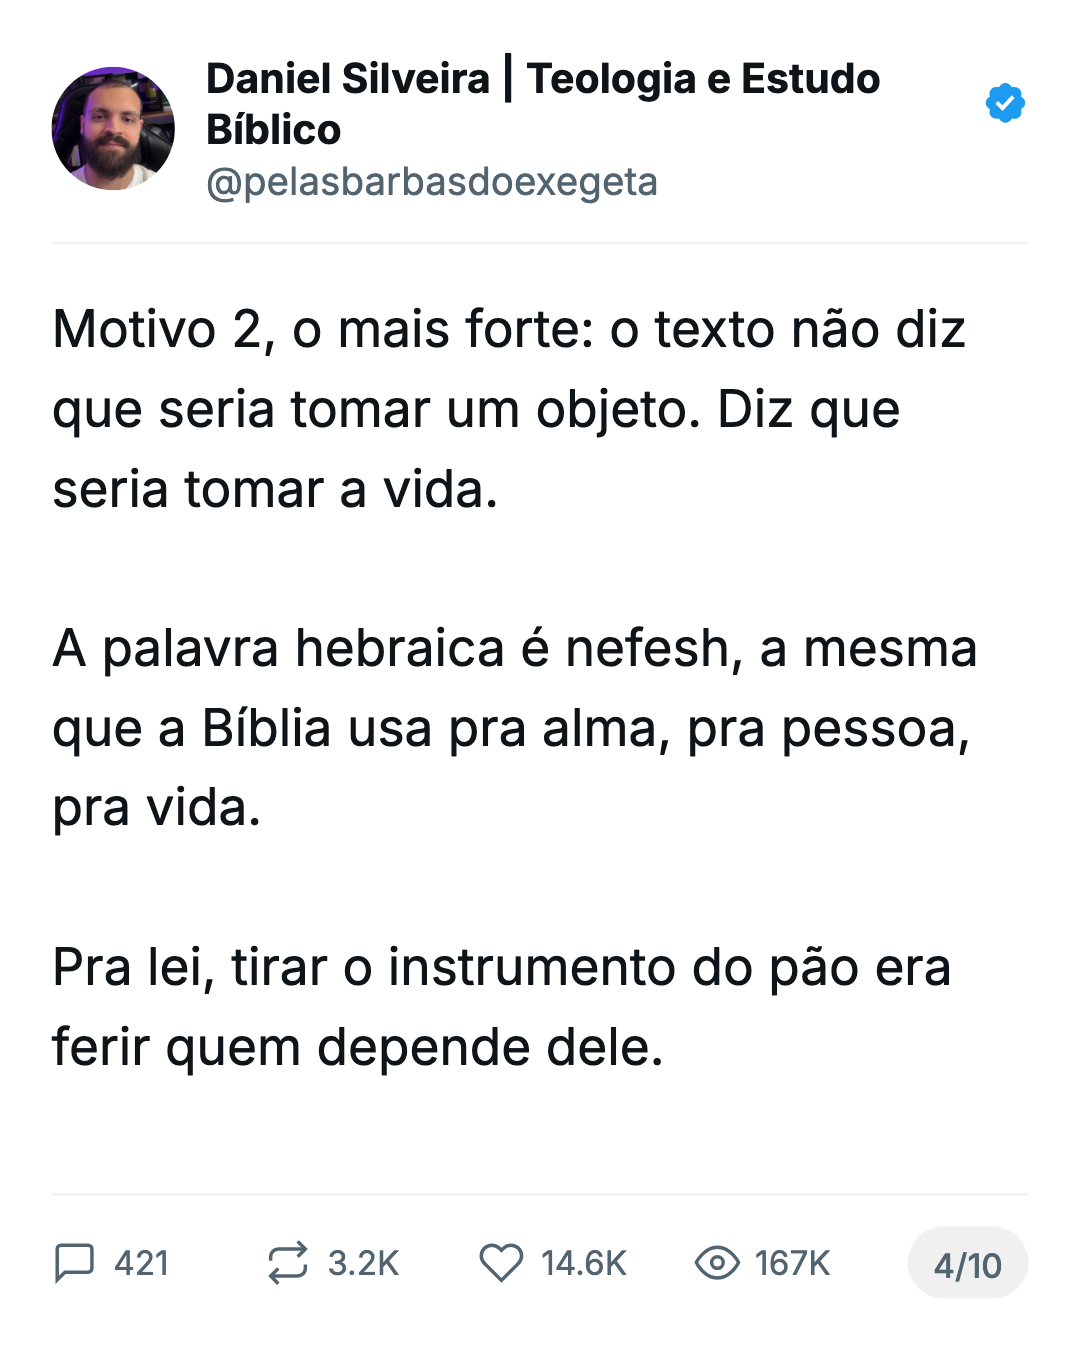 Daniel Silveira | Teologia e Estudo
Bíblico
@pelasbarbasdoexegeta
Motivo 2, o mais forte: o texto não diz
que seria tomar um objeto. Diz que
seria tomar a vida.
A palavra hebraica é nefesh, a mesma
que a Bíblia usa pra alma, pra pessoa,
pra vida.
Pra lei, tirar o instrumento do pão era
ferir quem depende dele.
421 3.2K 14.6K 167K 4/10